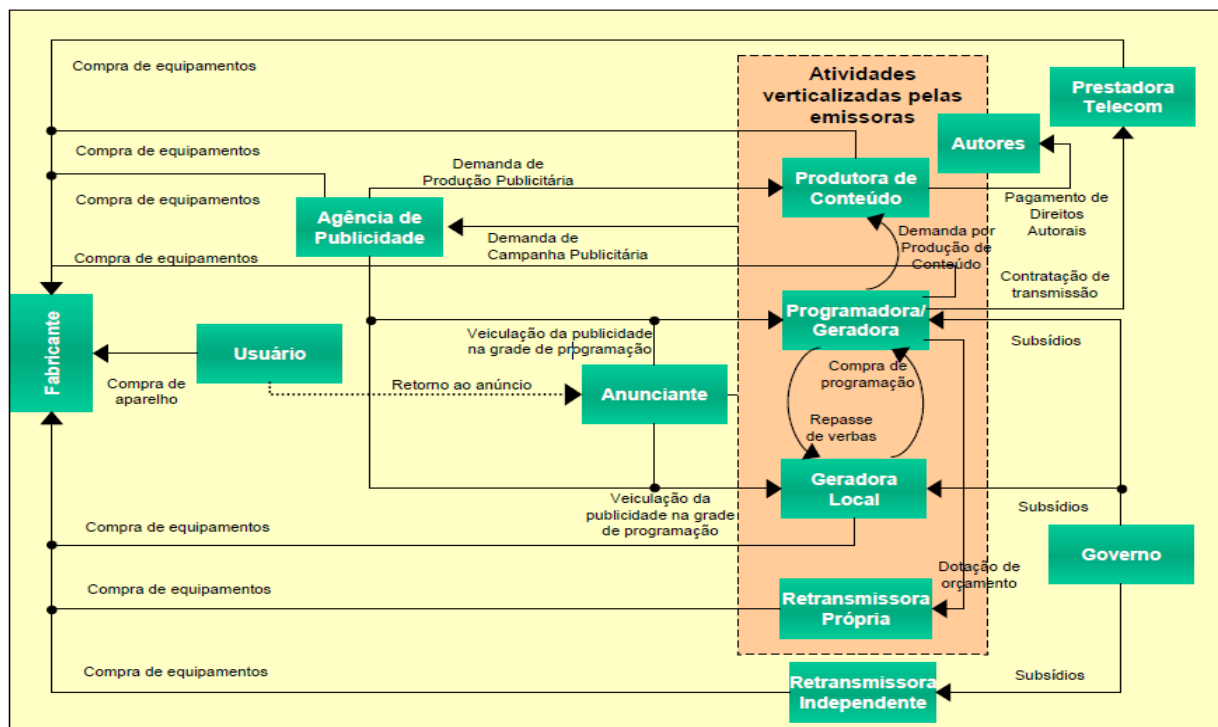 Compra de equipamentos
Atividades
verticalizadas pelas
emissoras
Prestadora
Telecom
Autores
Compra de equipamentos
Demanda de
Produção Publicitária
Produtora de
Conteúdo
Compra de equipamentos
Agência de
Publicidade
Pagamento de
Direitos
Autorais
Demanda de
Campanha Publicitária
Demanda por
Produção de
Conteúdo
Compra de equipamentos
Contratação de
transmissão
Fabricante
Programadora/
Geradora
Usuário
Veiculação da publicidade
na grade de programação
Subsídios
Compra de
aparelho
Retorno ao anúncio
Anunciante
Compra de
programação
Repasse
de verbas
Geradora
Local
Veiculação da
publicidade na grade
de programação
Subsídios
Compra de equipamentos
Governo
Dotação de
orçamento
Compra de equipamentos
Retransmissora
Própria
Compra de equipamentos
Retransmissora
Independente
Subsídios